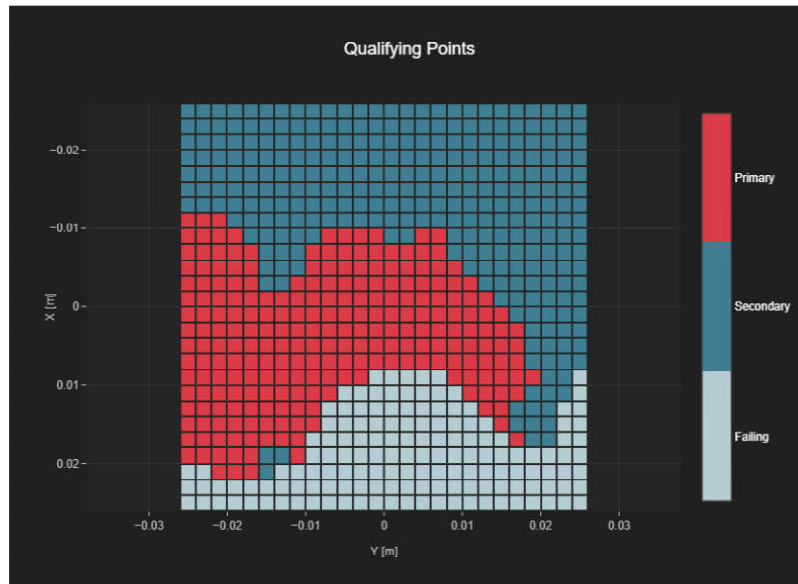 Qualifying Points
−0.02
−0.01
0
0.01
0.02
X [m]
−0.03
−0.02
−0.01
0
0.01
0.02
0.03
Y [m]
Primary
Secondary
Failing